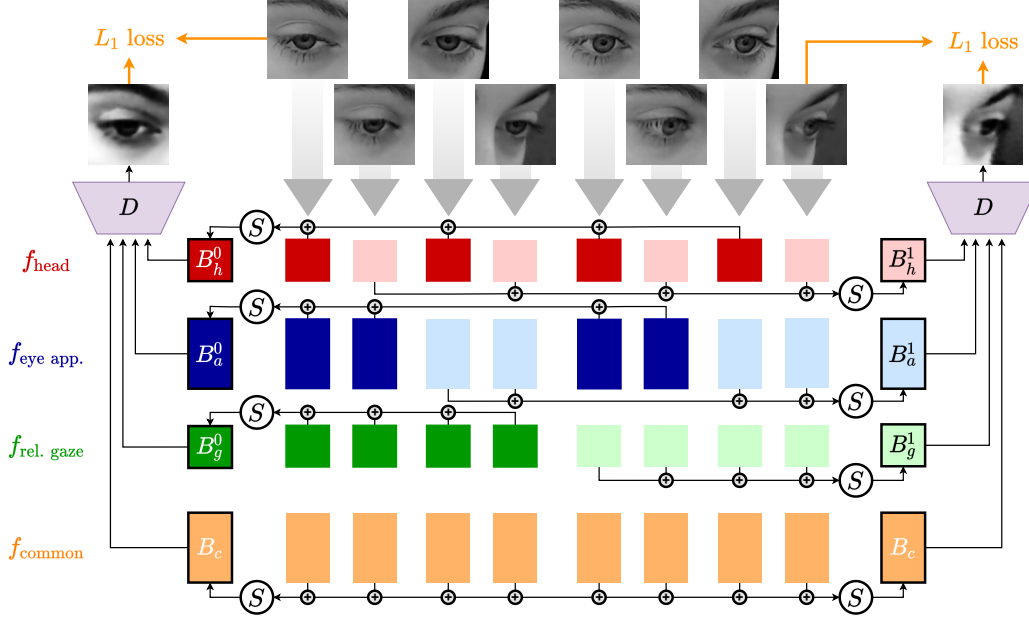 L₁ loss
L₁ loss
D
D
S
f_head
B_h^0
B_h^1
S
S
f_eye app.
B_a^0
B_a^1
S
S
f_rel. gaze
B_g^0
B_g^1
S
f_common
B_c
B_c
S
S